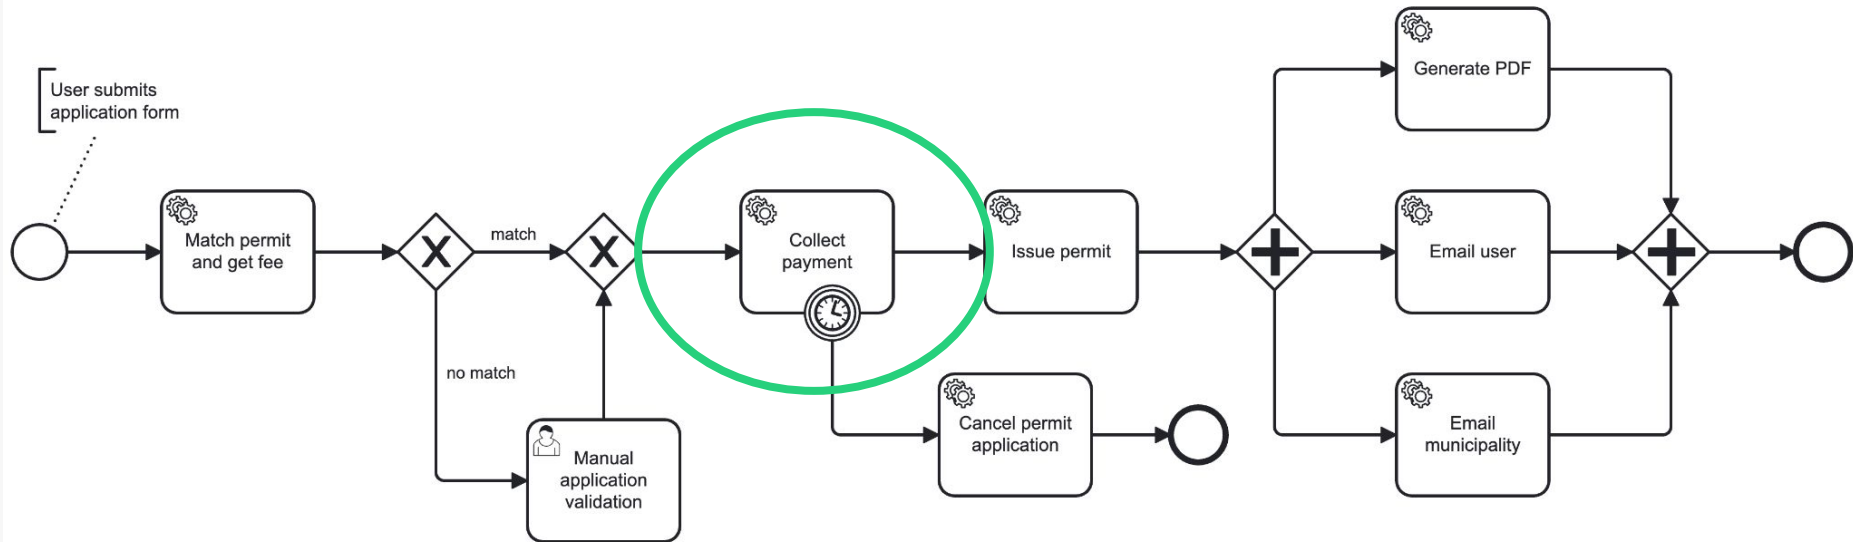 User submits
application form
Match permit
and get fee
match
no match
Manual
application
validation
Collect
payment
Issue permit
Cancel permit
application
Generate PDF
Email user
Email
municipality